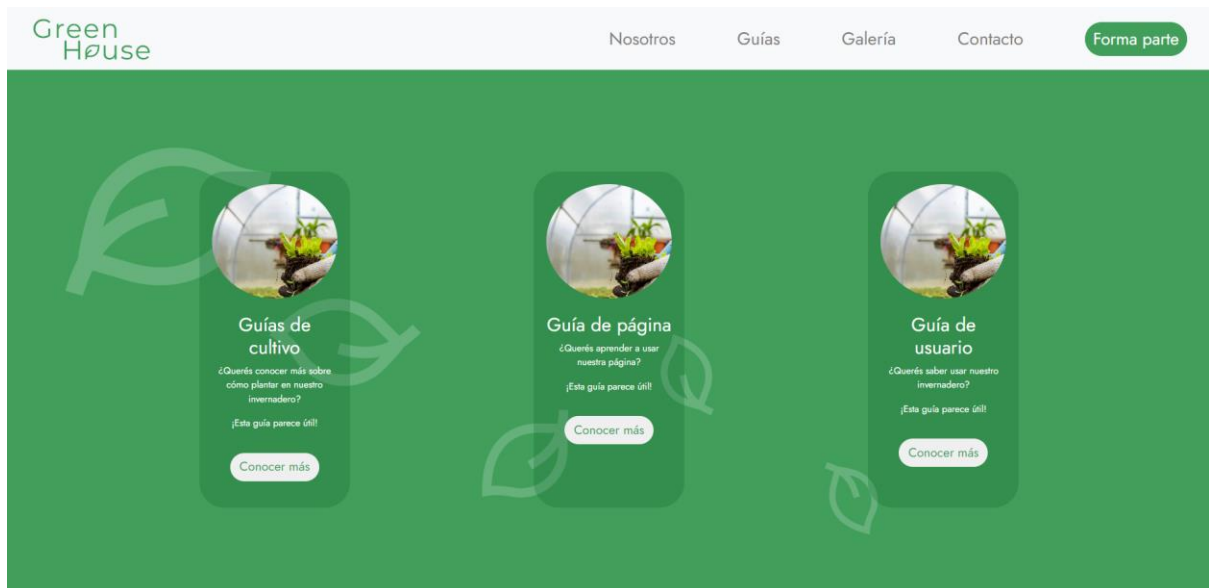 Green
House
Nosotros
Guías
Galería
Contacto
Forma parte
Guías de
cultivo
¿Querés conocer más sobre
cómo plantar en nuestro
invernadero?
¡Esta guía parece útil!
Conocer más
Guía de página
¿Querés aprender a usar
nuestra página?
¡Esta guía parece útil!
Conocer más
Guía de
usuario
¿Querés saber usar nuestro
invernadero?
¡Esta guía parece útil!
Conocer más